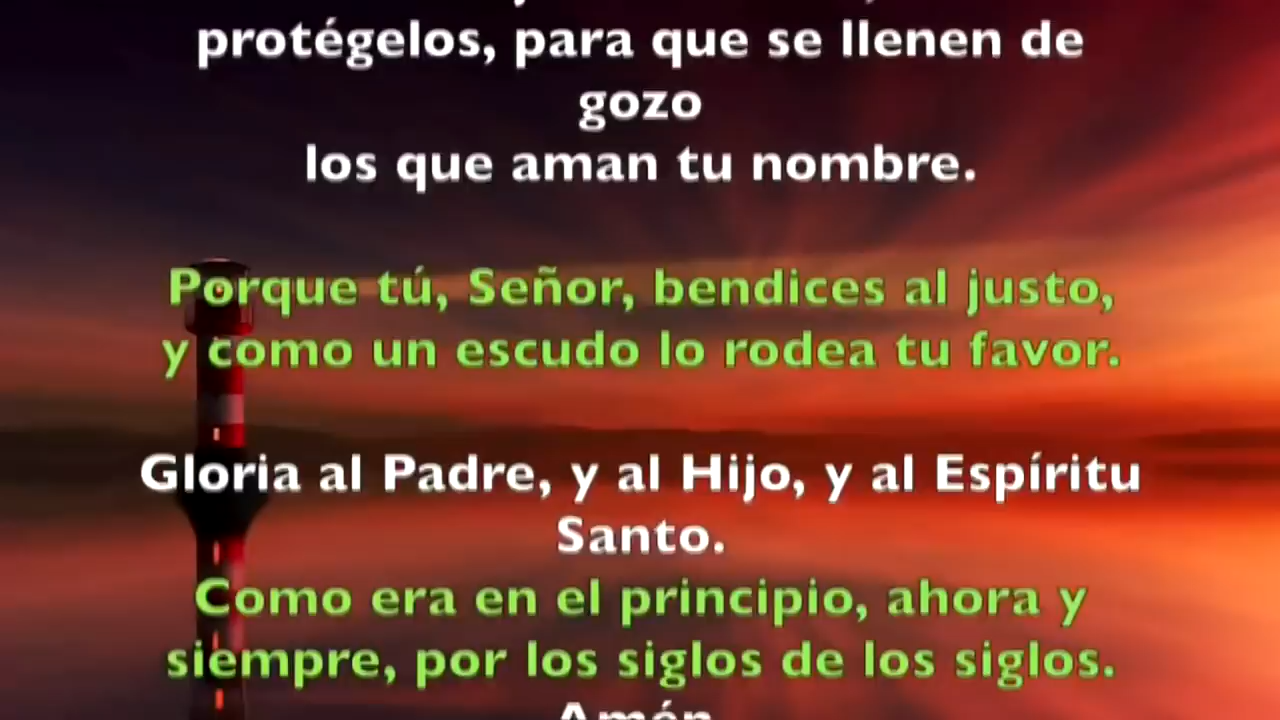 protégelos, para que se llenen de
gozo
los que aman tu nombre.
Porque tú, Señor, bendices al justo,
y como un escudo lo rodea tu favor.
Gloria al Padre, y al Hijo, y al Espíritu
Santo.
Como era en el principio, ahora y
siempre, por los siglos de los siglos.
Amén.